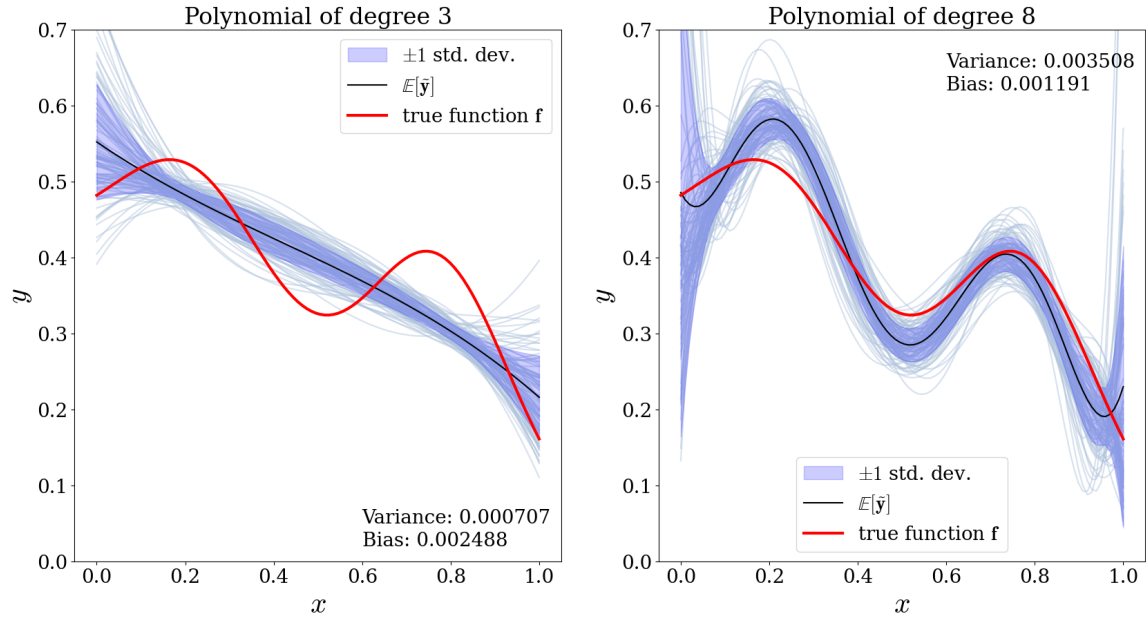 Polynomial of degree 3
0.7
0.6
0.5
0.4
0.3
0.2
0.1
0.0
y
±1 std. dev.
𝔼[ỹ]
true function f
Variance: 0.000707
Bias: 0.002488
0.0 0.2 0.4 0.6 0.8 1.0
x
Polynomial of degree 8
0.7
0.6
0.5
0.4
0.3
0.2
0.1
0.0
y
Variance: 0.003508
Bias: 0.001191
±1 std. dev.
𝔼[ỹ]
true function f
0.0 0.2 0.4 0.6 0.8 1.0
x